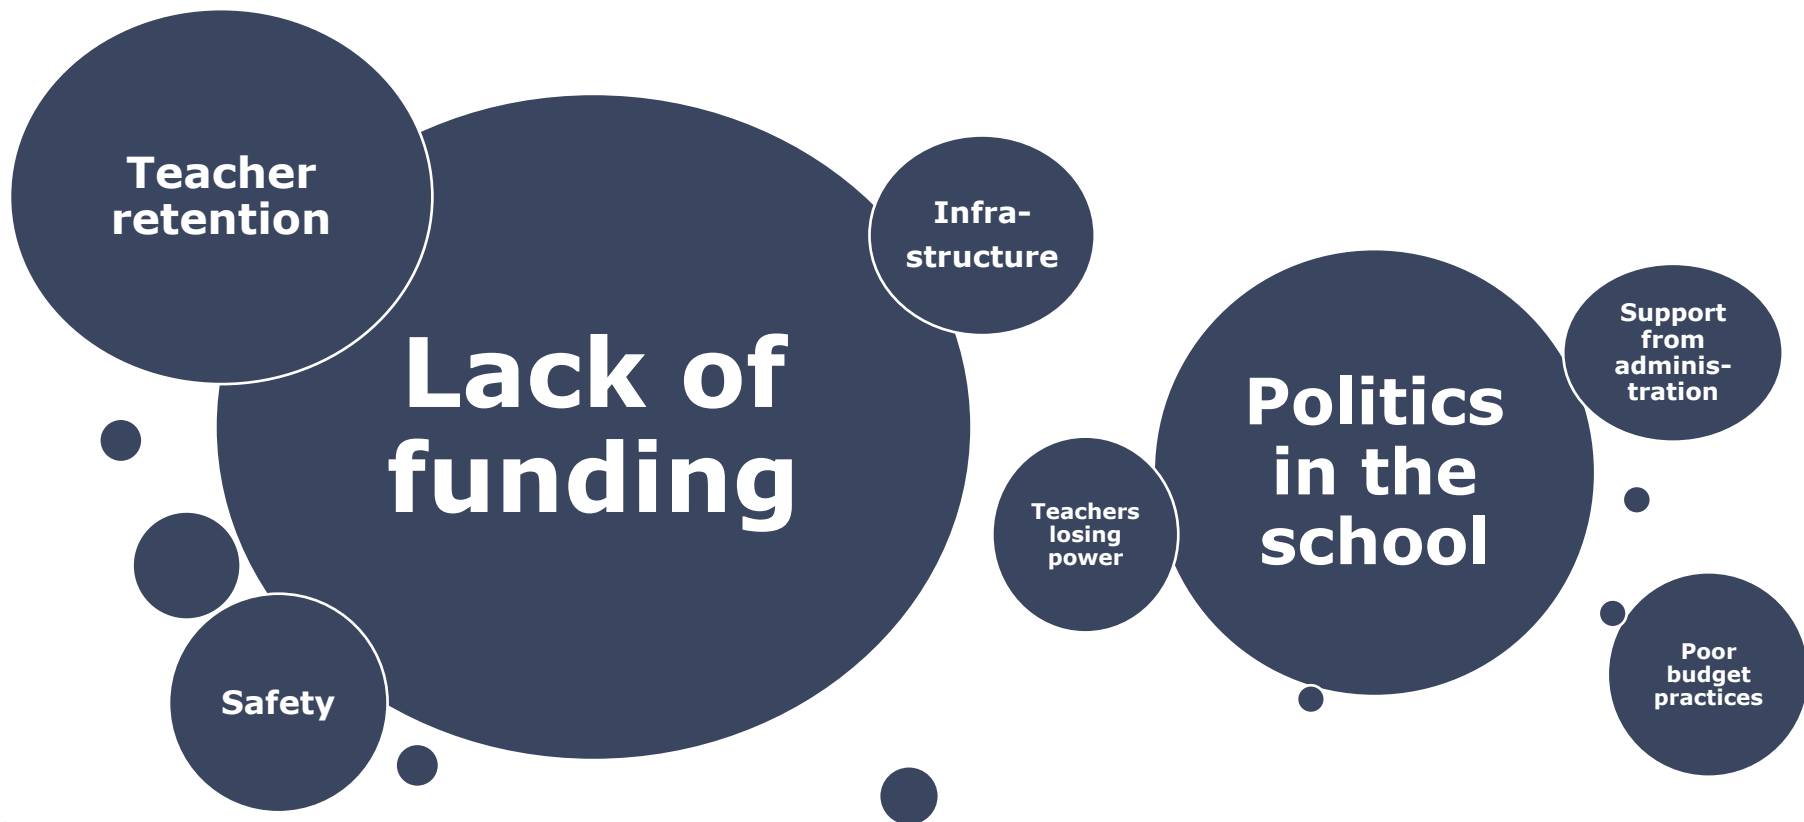 Teacher
retention
Lack of
funding
Infra-
structure
Safety
Teachers
losing
power
Politics
in the
school
Support
from
adminis-
tration
Poor
budget
practices